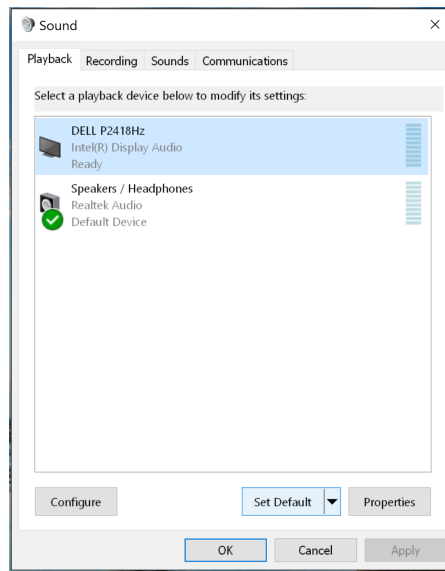 Sound
Playback Recording Sounds Communications
Select a playback device below to modify its settings:
DELL P2418Hz
Intel(R) Display Audio
Ready
Speakers / Headphones
Realtek Audio
Default Device
Configure Set Default Properties
OK Cancel Apply